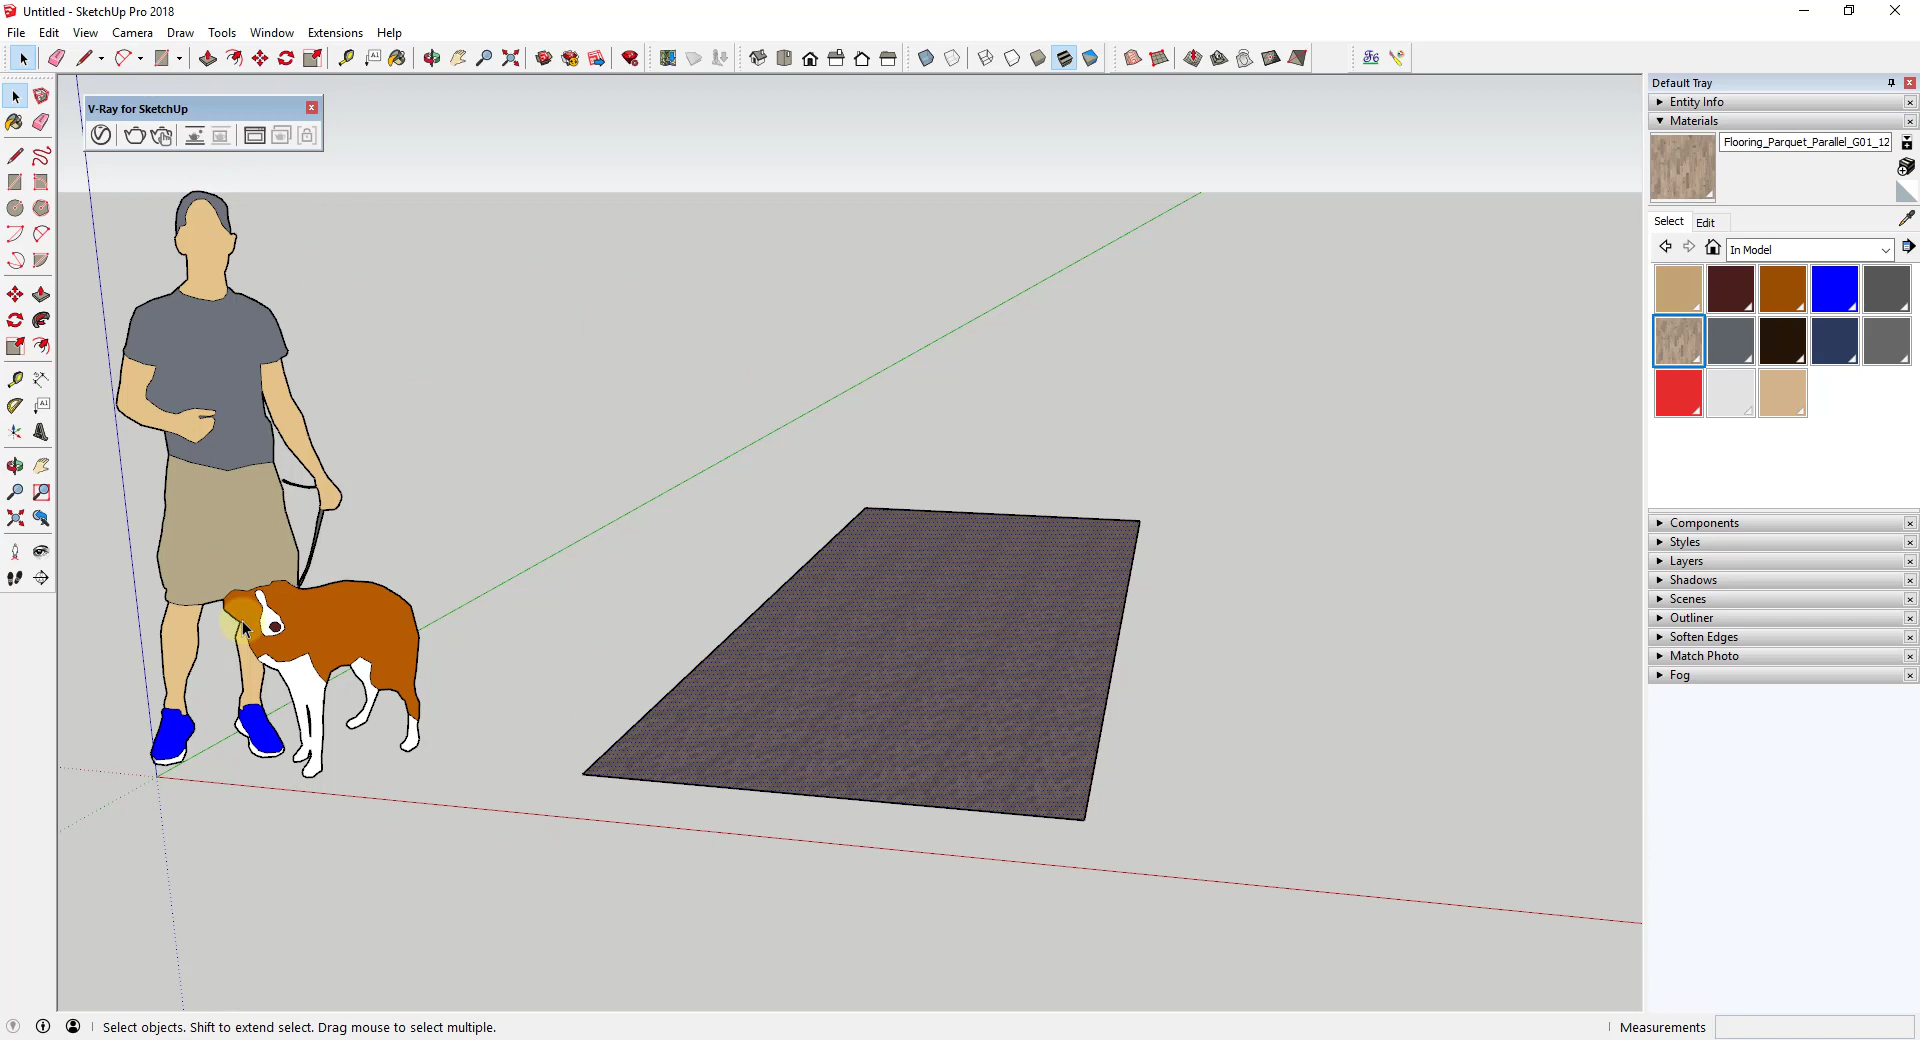 Untitled - SketchUp Pro 2018
File Edit View Camera Draw Tools Window Extensions Help
V-Ray for SketchUp
Default Tray
Entity Info
Materials
Flooring_Parquet_Parallel_G01_12
Select Edit
In Model
Components
Styles
Layers
Shadows
Scenes
Outliner
Soften Edges
Match Photo
Fog
Select objects. Shift to extend select. Drag mouse to select multiple.
Measurements